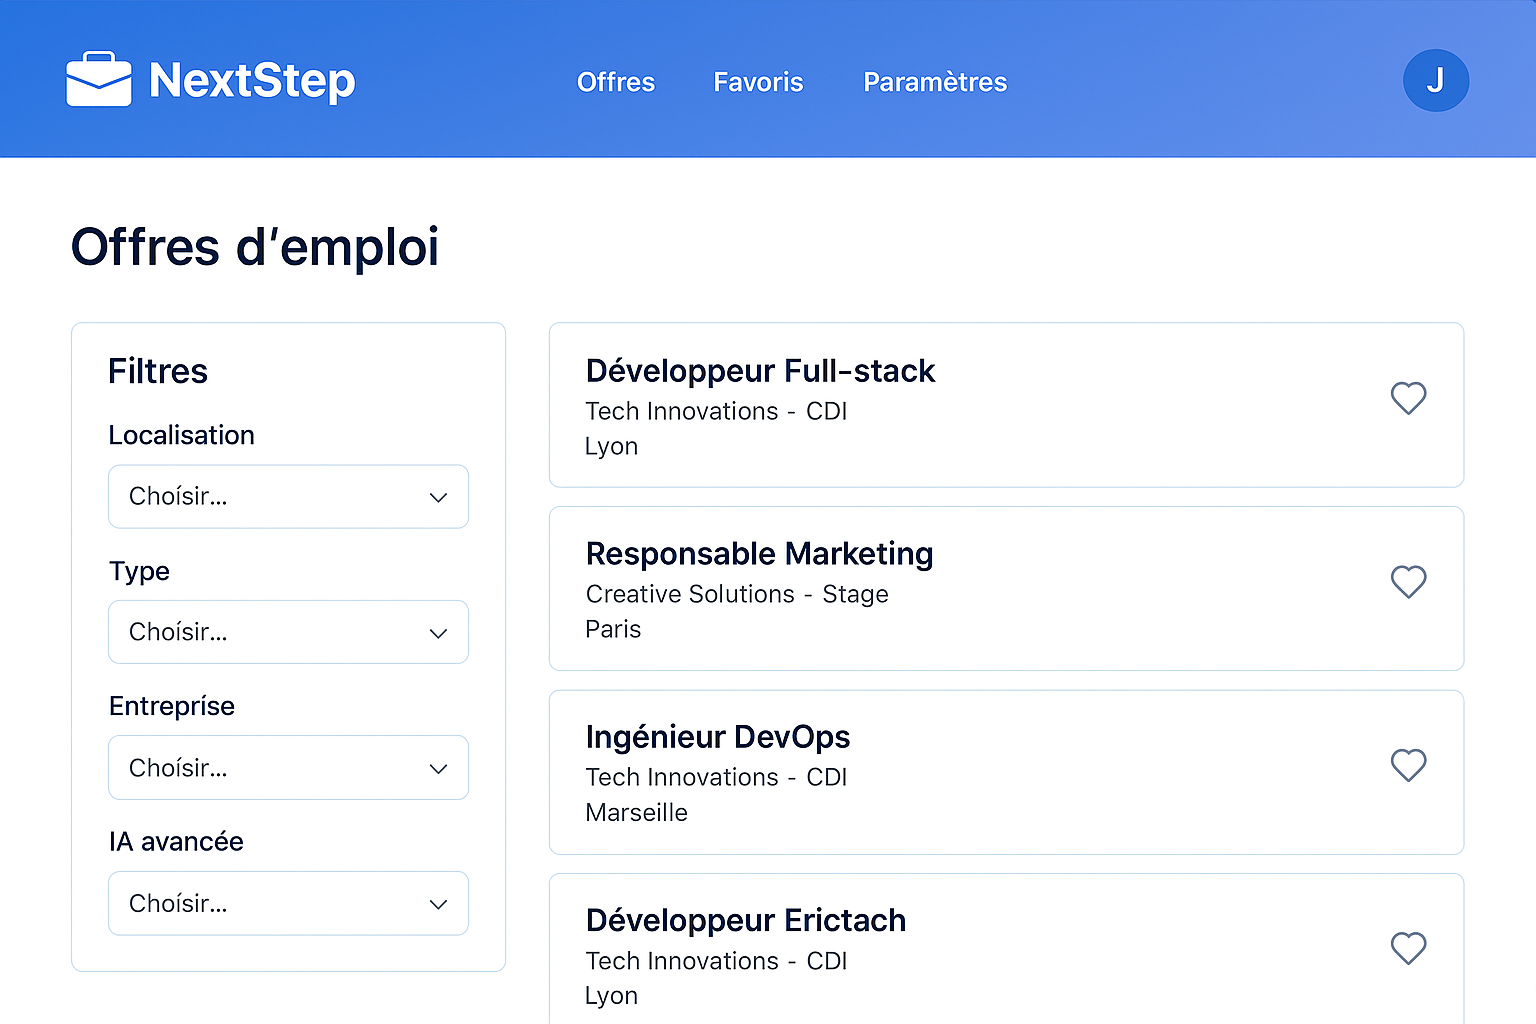 NextStep
Offres
Favoris
Paramètres
J
Offres d'emploi
Filtres
Localisation
Choísir...
Type
Choísir...
Entrepríse
Choísir...
IA avancée
Choísir...
Développeur Full-stack
Tech Innovations - CDI
Lyon
Responsable Marketing
Creative Solutions - Stage
Paris
Ingénieur DevOps
Tech Innovations - CDI
Marseille
Développeur Erictach
Tech Innovations - CDI
Lyon